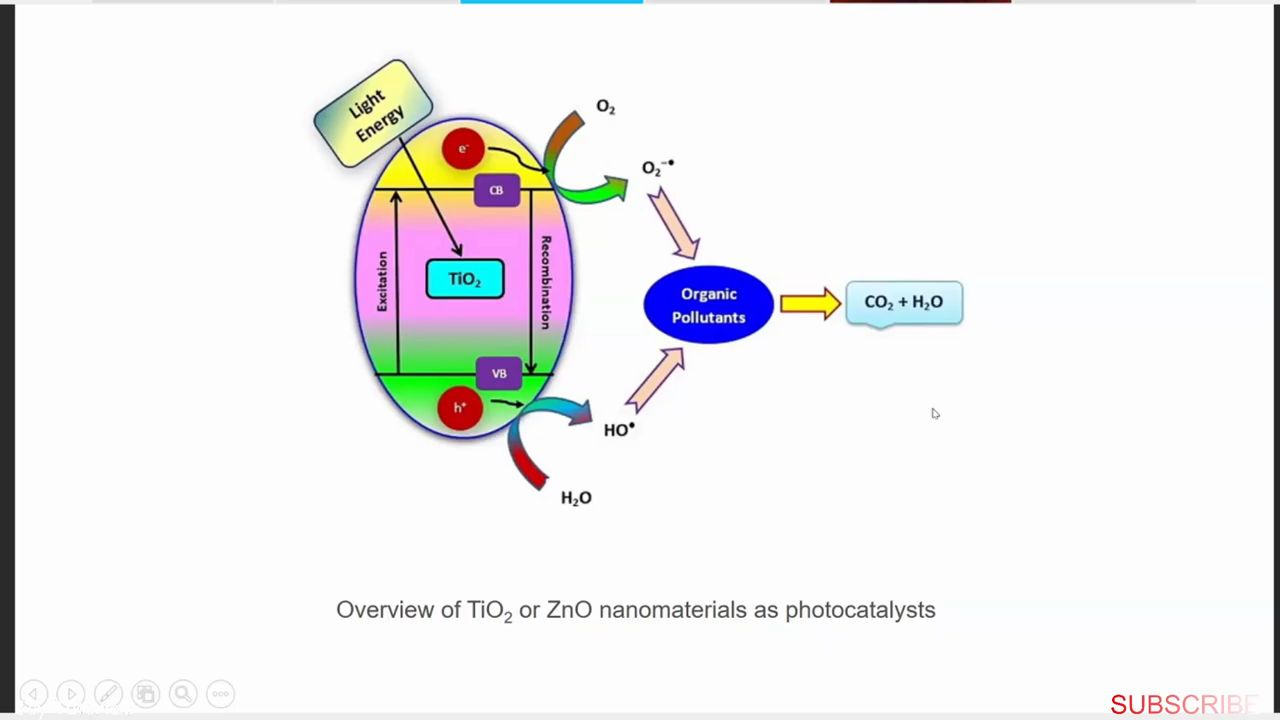 Light
Energy
e⁻
O₂
O₂⁻•
CB
Excitation
TiO₂
Recombination
Organic
Pollutants
CO₂ + H₂O
VB
h⁺
HO•
H₂O
Overview of TiO₂ or ZnO nanomaterials as photocatalysts
SUBSCRIBE